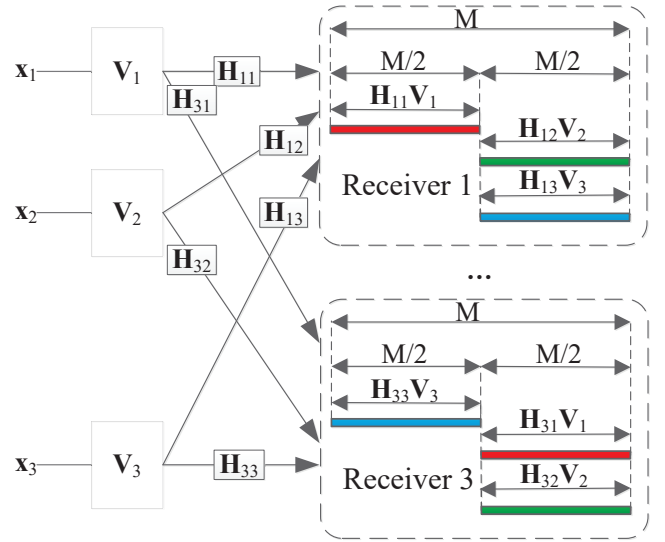 M
x₁ V₁ H₁₁ M/2 M/2
H₃₁ H₁₁V₁
H₁₂ H₁₂V₂
x₂ V₂ Receiver 1 H₁₃V₃
H₁₃
H₃₂ ...
M
M/2 M/2
H₃₃V₃
H₃₁V₁
x₃ V₃ H₃₃ Receiver 3 H₃₂V₂